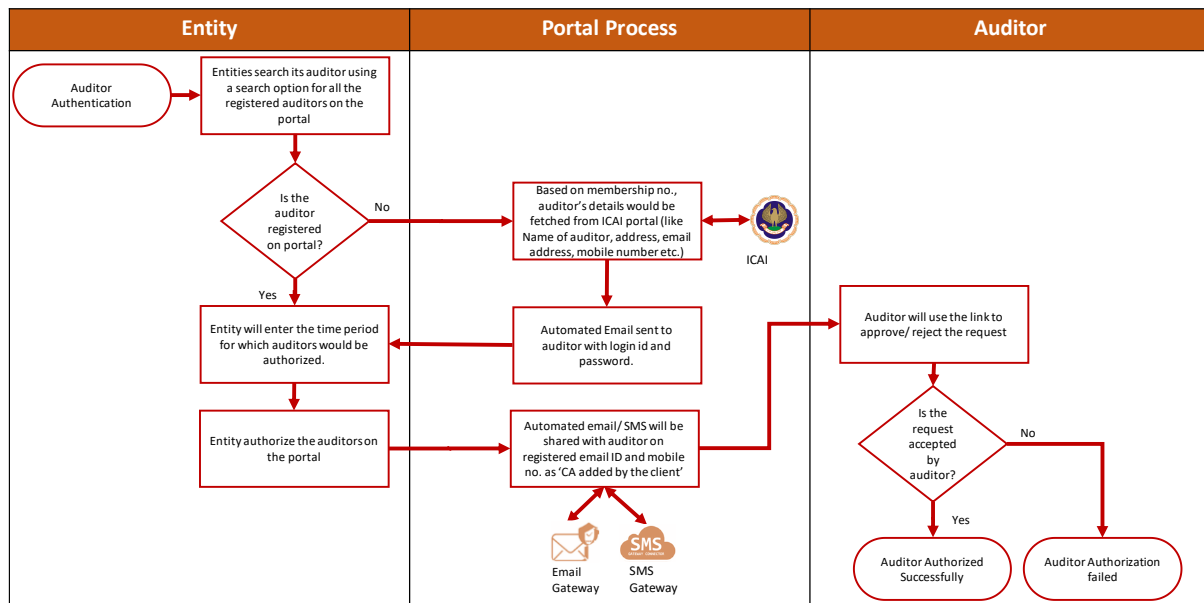 Entity
Portal Process
Auditor
Auditor
Authentication
Entities search its auditor using
a search option for all the
registered auditors on the
portal
Is the
auditor
registered
on portal?
No
Yes
Based on membership no.,
auditor's details would be
fetched from ICAI portal (like
Name of auditor, address, email
address, mobile number etc.)
ICAI
Entity will enter the time period
for which auditors would be
authorized.
Automated Email sent to
auditor with login id and
password.
Auditor will use the link to
approve/ reject the request
Entity authorize the auditors on
the portal
Automated email/ SMS will be
shared with auditor on
registered email ID and mobile
no. as 'CA added by the client'
Is the
request
accepted
by
auditor?
No
Yes
SMS
Email
Gateway
SMS
Gateway
Auditor Authorized
Successfully
Auditor Authorization
failed